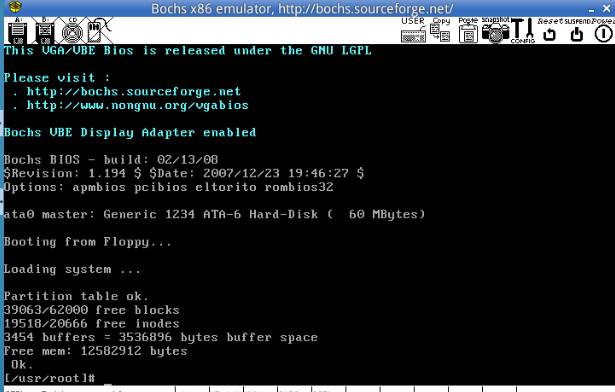 Bochs x86 emulator, http://bochs.sourceforge.net/
A: B: CD USER Copy Paste snapshot CONFIG Reset suspend Power
This VGA/VBE Bios is released under the GNU LGPL
Please visit :
. http://bochs.sourceforge.net
. http://www.nongnu.org/vgabios
Bochs VBE Display Adapter enabled
Bochs BIOS - build: 02/13/08
$Revision: 1.194 $ $Date: 2007/12/23 19:46:27 $
Options: apmbios pcibios eltorito rombios32
ata0 master: Generic 1234 ATA-6 Hard-Disk (  60 MBytes)
Booting from Floppy...
Loading system ...
Partition table ok.
39063/62000 free blocks
19518/20666 free inodes
3454 buffers = 3536896 bytes buffer space
Free mem: 12582912 bytes
Ok.
[/usr/root]# _